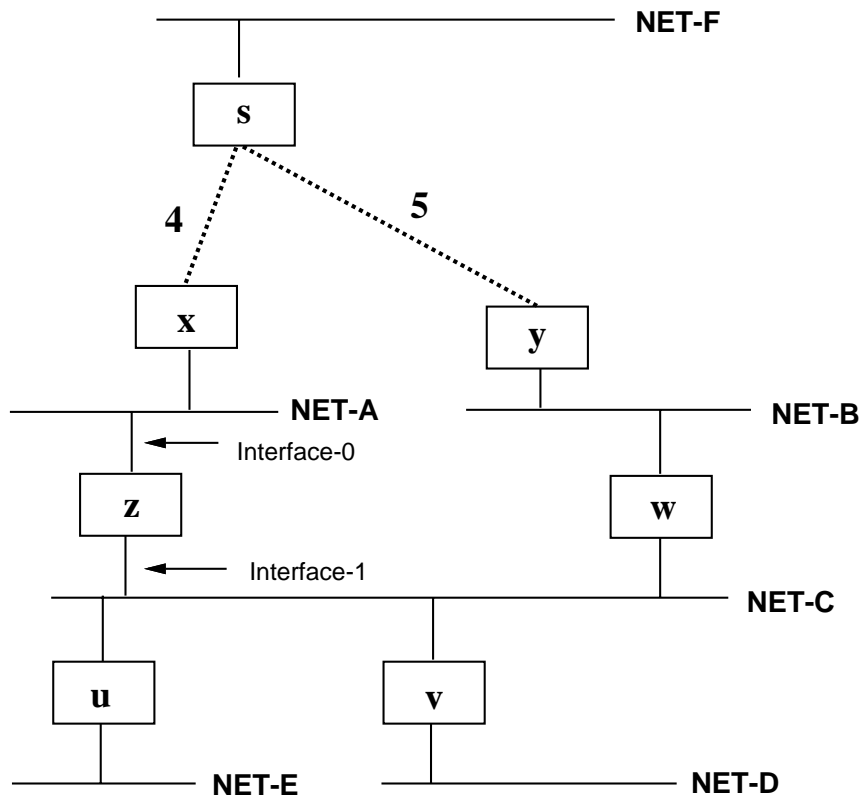 NET-F
s
4
5
x
y
NET-A
NET-B
Interface-0
z
w
Interface-1
NET-C
u
v
NET-E
NET-D